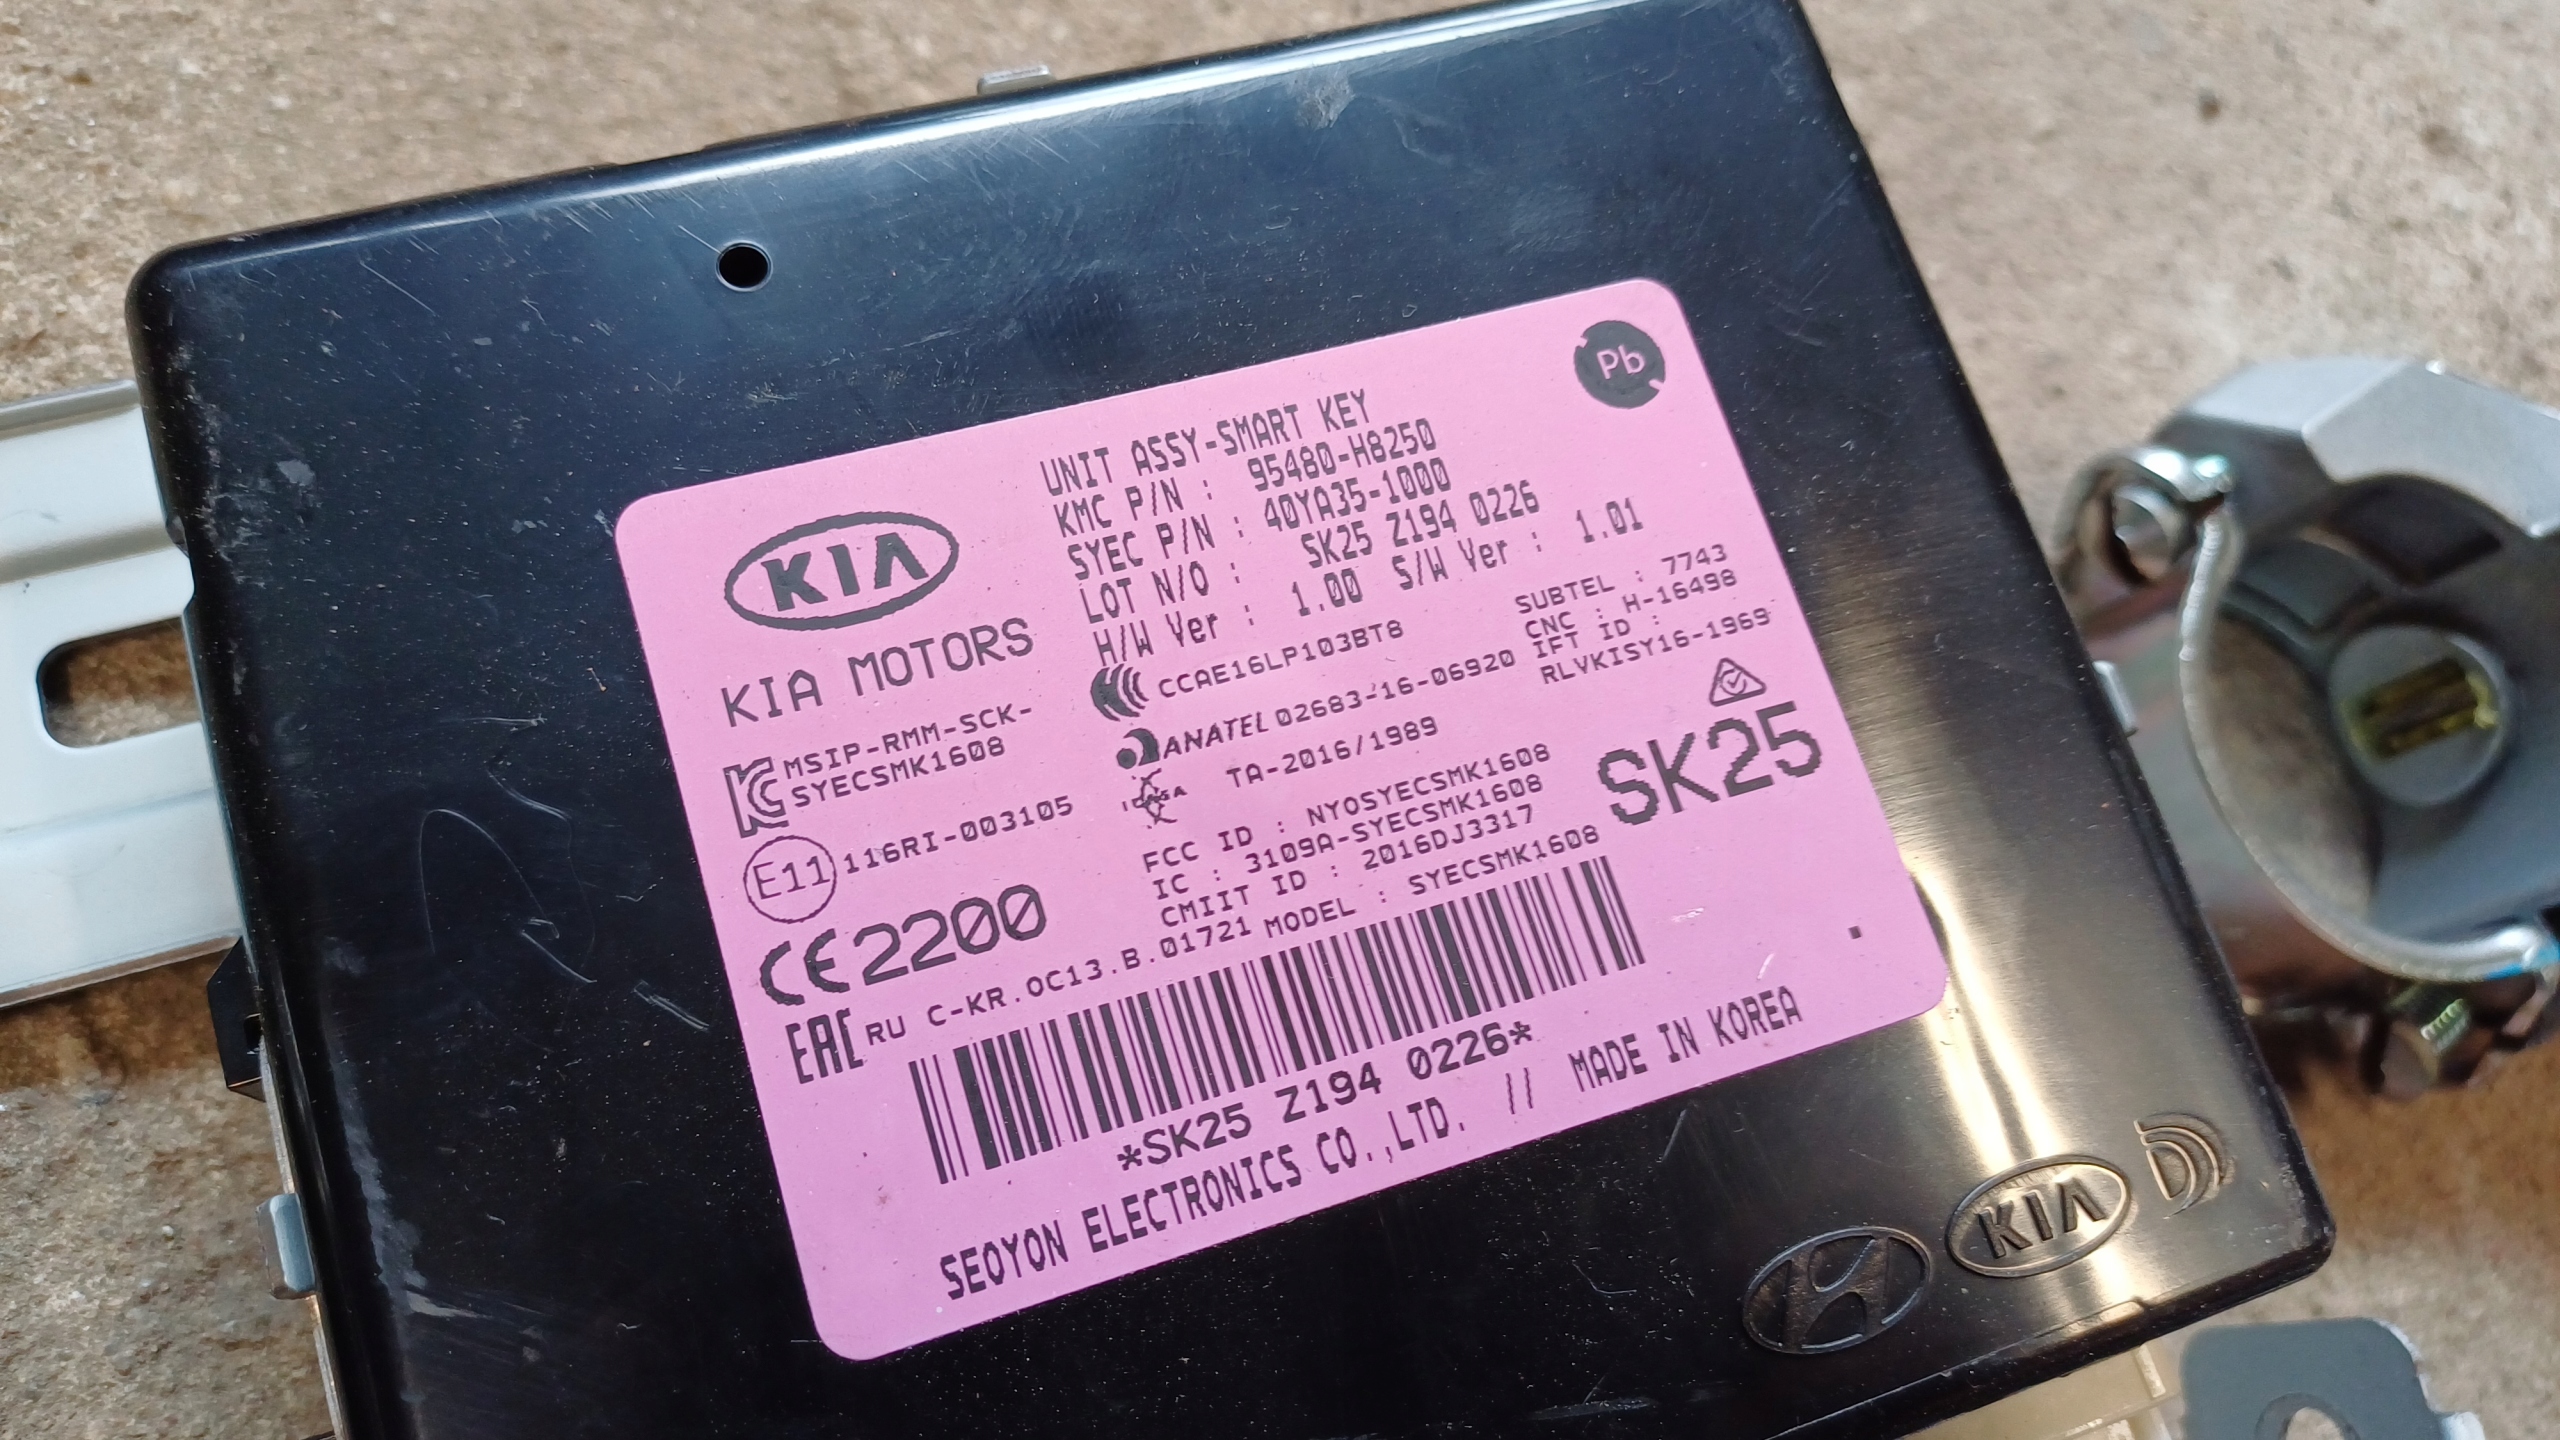 Pb
UNIT ASSY-SMART KEY
KMC P/N : 95480-H8250
SYEC P/N : 40YA35-1000
LOT N/O : SK25 Z194 0226
H/W Ver : 1.00 S/W Ver : 1.01
KIA
KIA MOTORS
CCAE16LP103BT8
SUBTEL : 7743
CNC : H-16498
IFT ID :
RLVKISY16-1969
MSIP-RMM-SCK-
SYECSMK1608
ANATEL 02683-16-06920
TA-2016/1989
SK25
E11 116RI-003105
FCC ID : NYOSYECSMK1608
IC : 3109A-SYECSMK1608
CMIIT ID : 2016DJ3317
CE2200
EAC RU C-KR.OC13.B.01721 MODEL : SYECSMK1608
*SK25 Z194 0226*
SEOYON ELECTRONICS CO.,LTD. // MADE IN KOREA
KIA